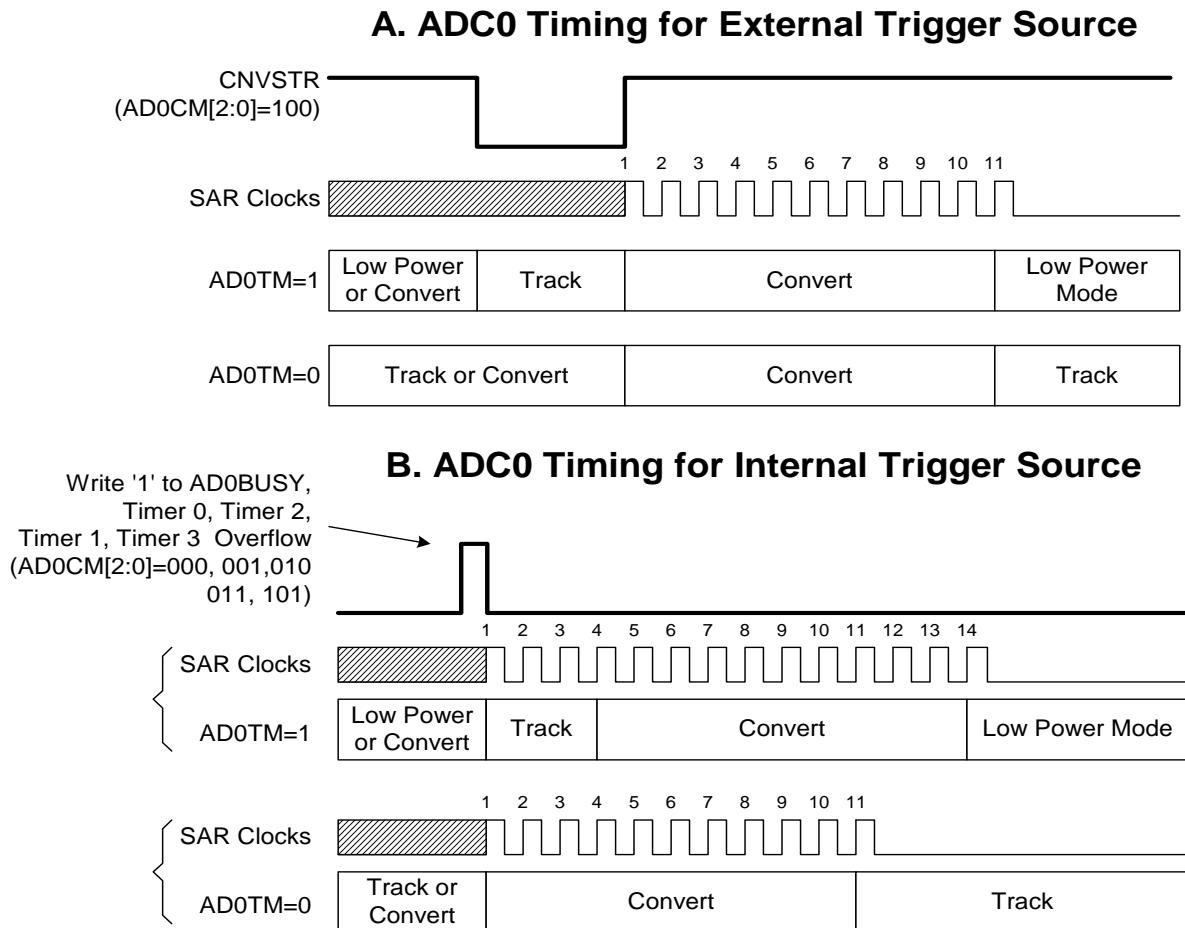 A. ADC0 Timing for External Trigger Source
CNVSTR
(AD0CM[2:0]=100)
1 2 3 4 5 6 7 8 9 10 11
SAR Clocks
AD0TM=1
Low Power
or Convert
Track
Convert
Low Power
Mode
AD0TM=0
Track or Convert
Convert
Track
B. ADC0 Timing for Internal Trigger Source
Write '1' to AD0BUSY,
Timer 0, Timer 2,
Timer 1, Timer 3 Overflow
(AD0CM[2:0]=000, 001,010
011, 101)
1 2 3 4 5 6 7 8 9 10 11 12 13 14
SAR Clocks
AD0TM=1
Low Power
or Convert
Track
Convert
Low Power Mode
1 2 3 4 5 6 7 8 9 10 11
SAR Clocks
AD0TM=0
Track or
Convert
Convert
Track